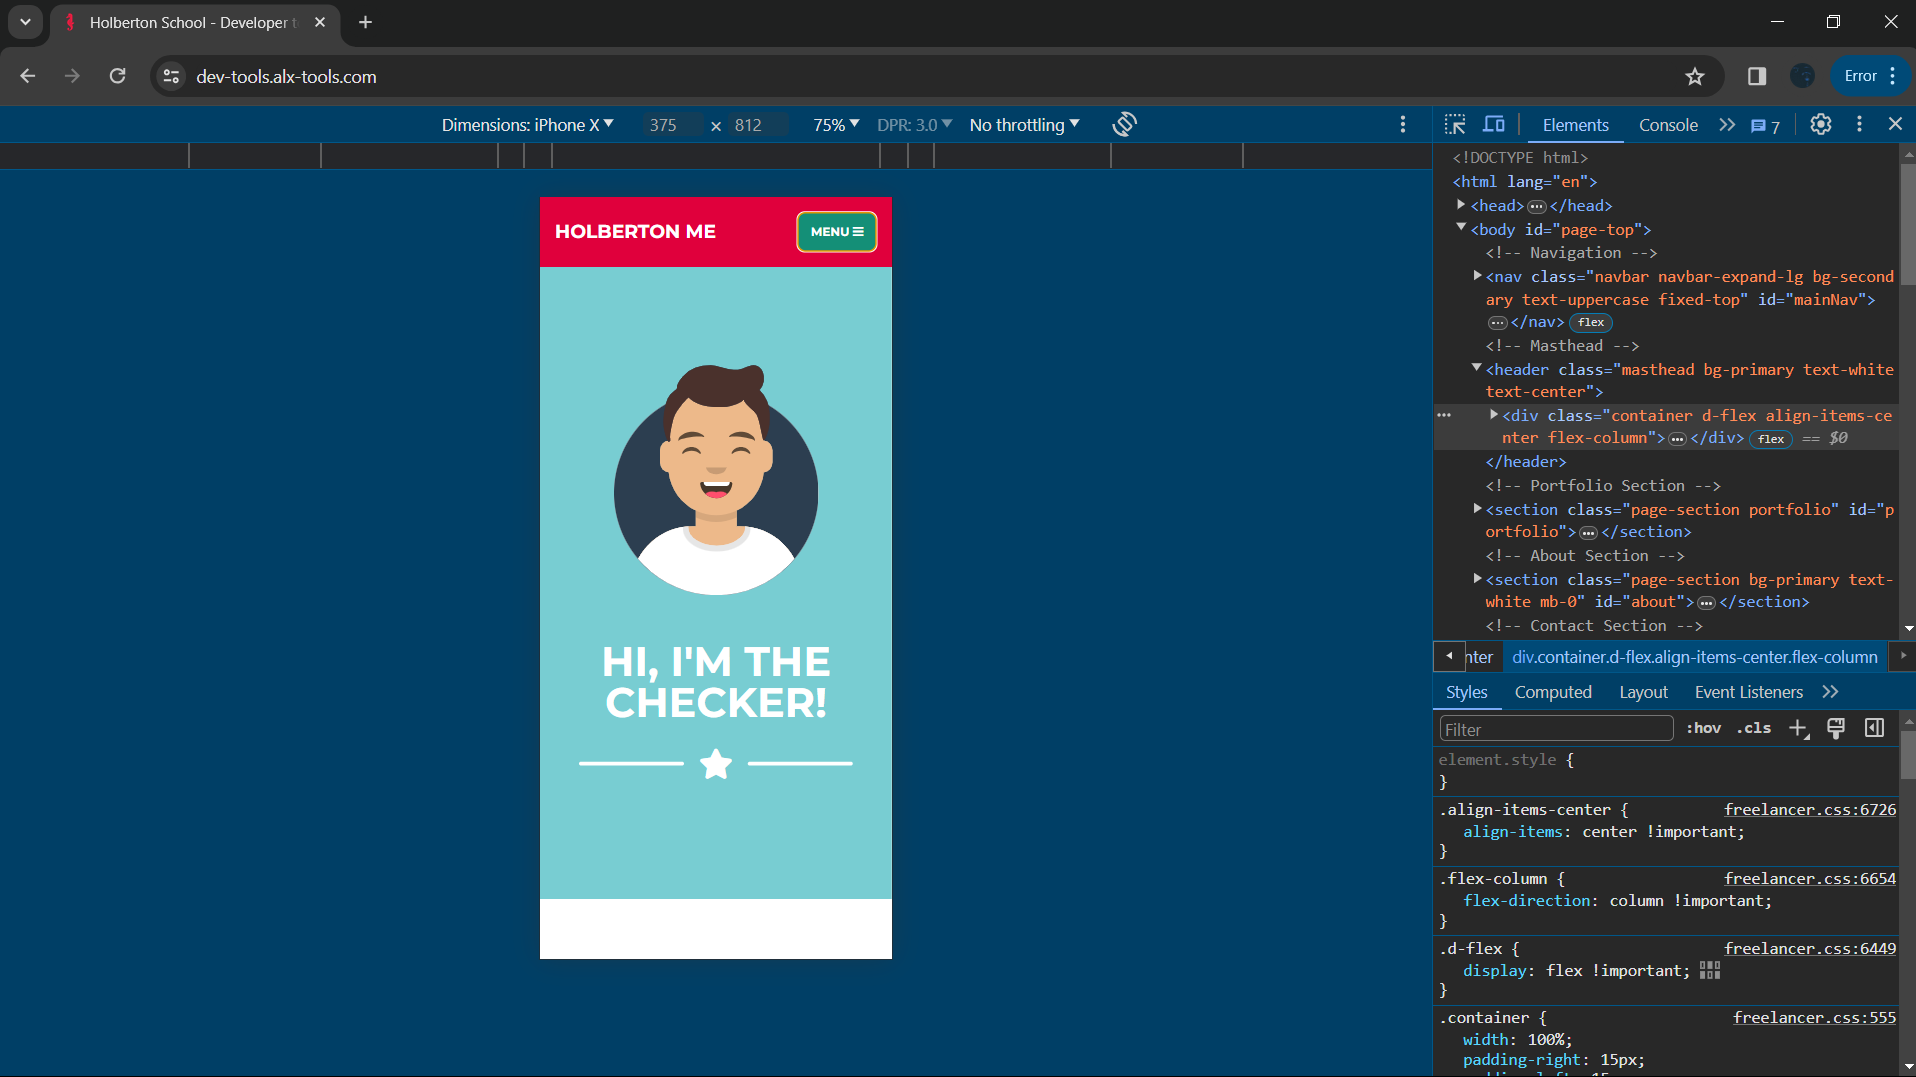 Holberton School - Developer t
dev-tools.alx-tools.com
Error
Dimensions: iPhone X
375 × 812
75%
DPR: 3.0
No throttling
Elements
Console
7
HOLBERTON ME
MENU
HI, I'M THE
CHECKER!
<!DOCTYPE html>
<html lang="en">
<head>…</head>
<body id="page-top">
<!-- Navigation -->
<nav class="navbar navbar-expand-lg bg-second
ary text-uppercase fixed-top" id="mainNav">
…</nav> flex
<!-- Masthead -->
<header class="masthead bg-primary text-white
text-center">
… <div class="container d-flex align-items-ce
nter flex-column">…</div> flex == $0
</header>
<!-- Portfolio Section -->
<section class="page-section portfolio" id="p
ortfolio">…</section>
<!-- About Section -->
<section class="page-section bg-primary text-
white mb-0" id="about">…</section>
<!-- Contact Section -->
nter div.container.d-flex.align-items-center.flex-column
Styles Computed Layout Event Listeners
Filter :hov .cls
element.style {
}
.align-items-center { freelancer.css:6726
align-items: center !important;
}
.flex-column { freelancer.css:6654
flex-direction: column !important;
}
.d-flex { freelancer.css:6449
display: flex !important;
}
.container { freelancer.css:555
width: 100%;
padding-right: 15px;